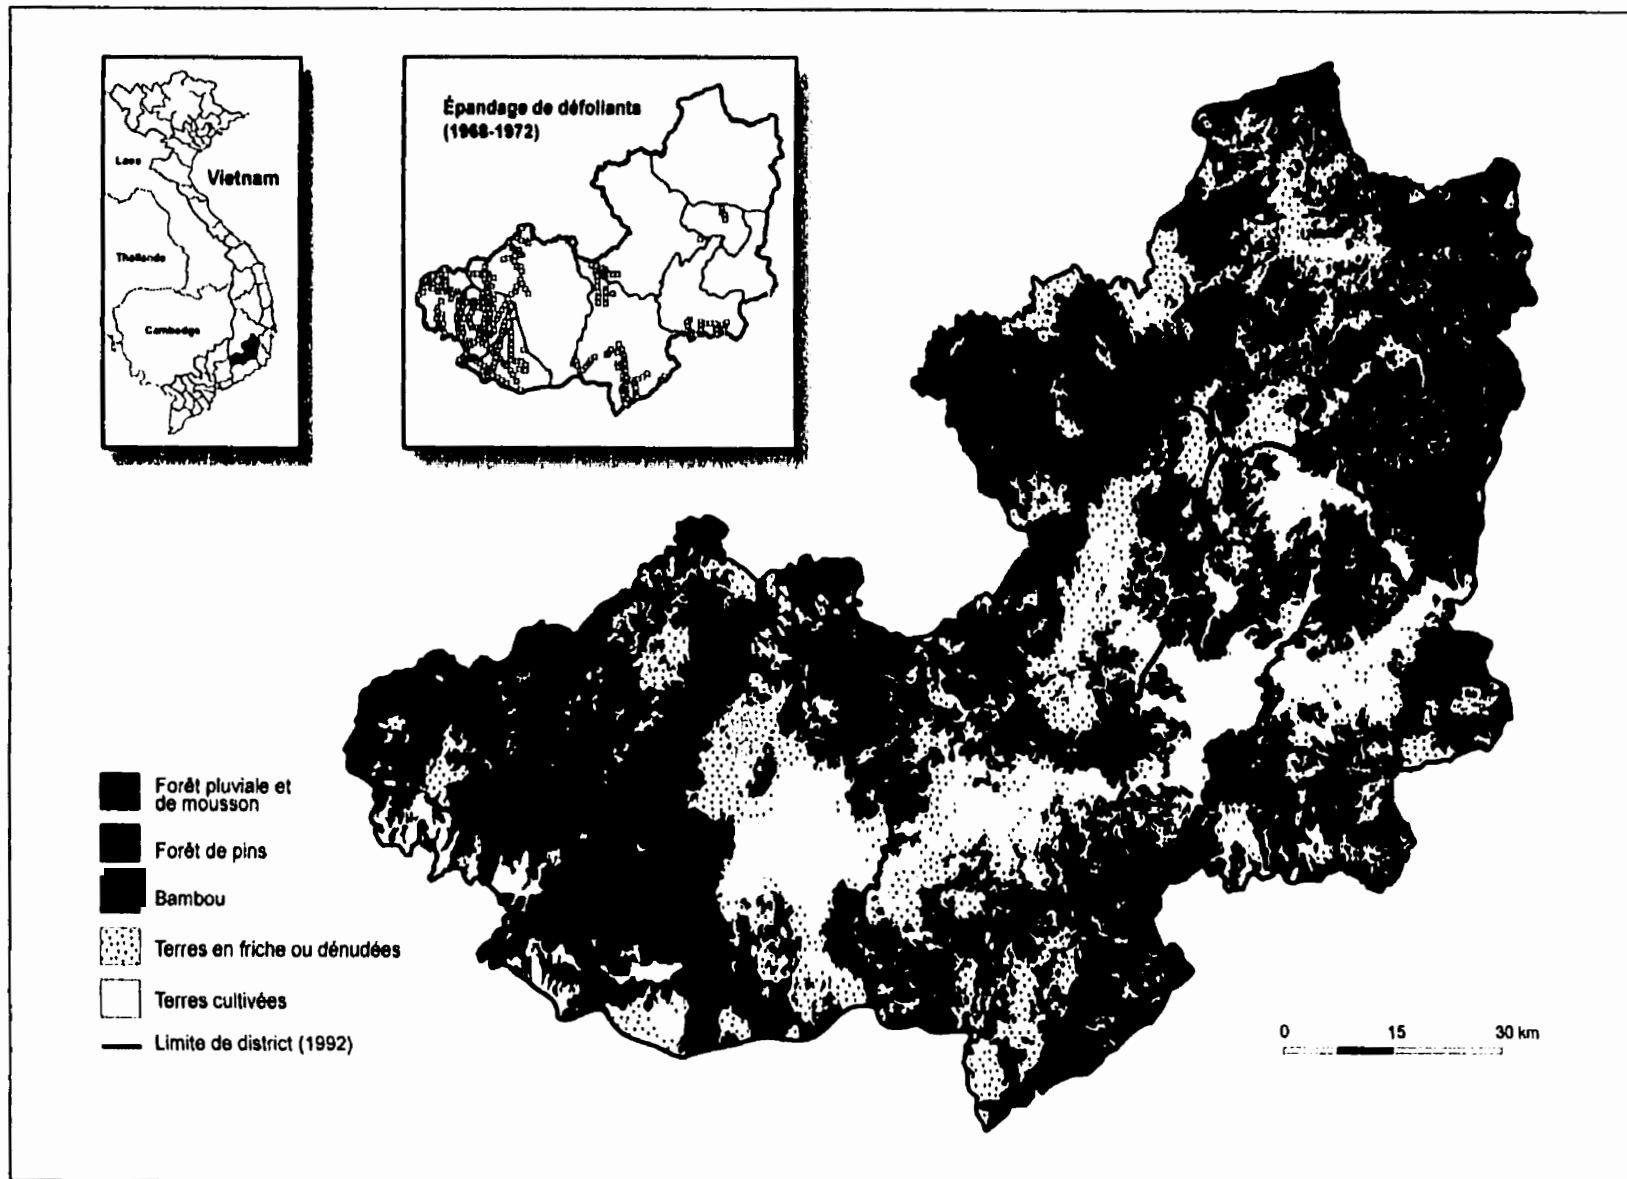 Laos
Vietnam
Thaïlande
Cambodge
Épandage de défoliants
(1968-1972)
Forêt pluviale et
de mousson
Forêt de pins
Bambou
Terres en friche ou dénudées
Terres cultivées
Limite de district (1992)
0 15 30 km